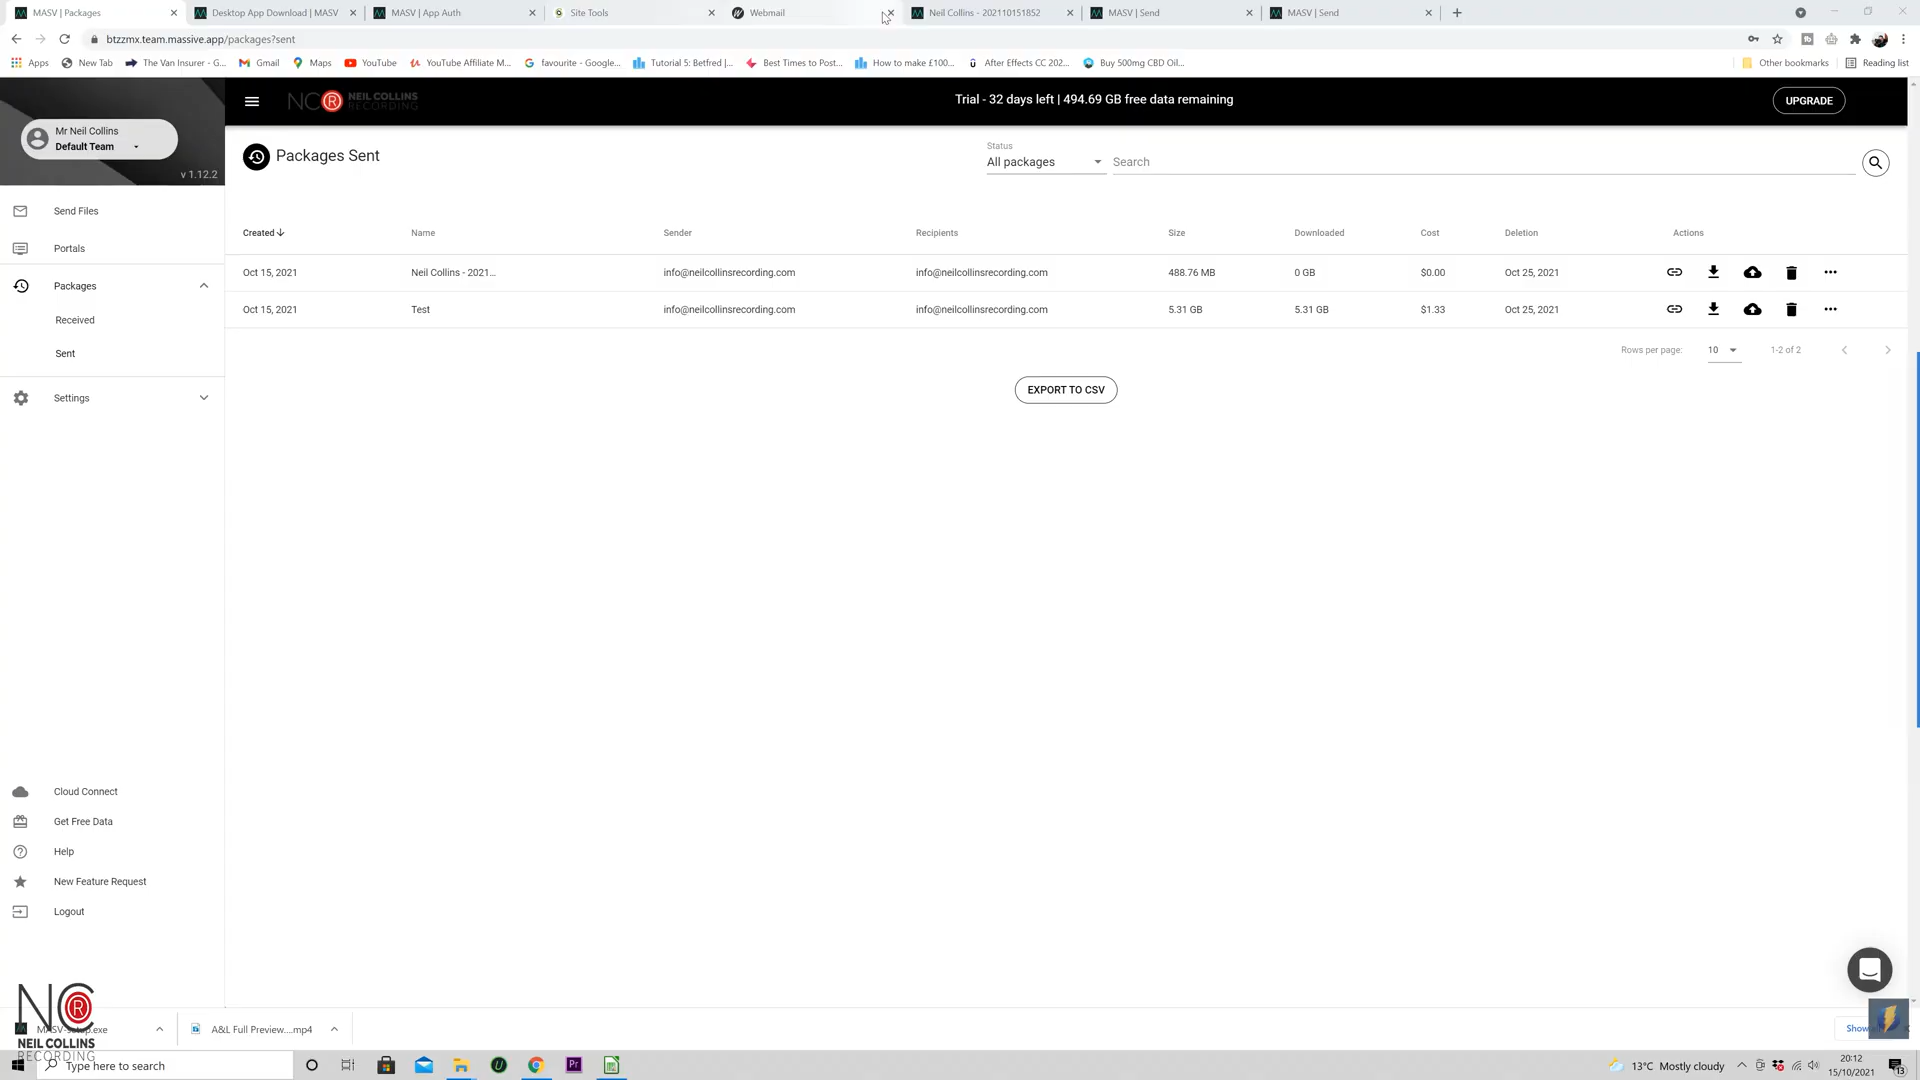 MASV | Packages
Desktop App Download | MASV
MASV | App Auth
Site Tools
Webmail
Neil Collins - 202110151852
MASV | Send
MASV | Send
btzzmx.team.massive.app/packages?sent
Apps
New Tab
The Van Insurer - G...
Gmail
Maps
YouTube
YouTube Affiliate M...
favourite - Google...
Tutorial 5: Betfred |...
Best Times to Post...
How to make £100...
After Effects CC 202...
Buy 500mg CBD Oil...
Other bookmarks
Reading list
Mr Neil Collins
Default Team
v 1.12.2
NC R NEIL COLLINS
RECORDING
Trial - 32 days left | 494.69 GB free data remaining
UPGRADE
Send Files
Portals
Packages
Received
Sent
Settings
Packages Sent
Status
All packages
Search
Created Name Sender Recipients Size Downloaded Cost Deletion Actions
Oct 15, 2021 Neil Collins - 2021... info@neilcollinsrecording.com info@neilcollinsrecording.com 488.76 MB 0 GB $0.00 Oct 25, 2021
Oct 15, 2021 Test info@neilcollinsrecording.com info@neilcollinsrecording.com 5.31 GB 5.31 GB $1.33 Oct 25, 2021
Rows per page: 10 1-2 of 2
EXPORT TO CSV
Cloud Connect
Get Free Data
Help
New Feature Request
Logout
NC R
NEIL COLLINS
RECORDING
MASV-setup.exe
A&L Full Preview....mp4
Show
Type here to search
Pr
13°C Mostly cloudy
20:12
15/10/2021
13